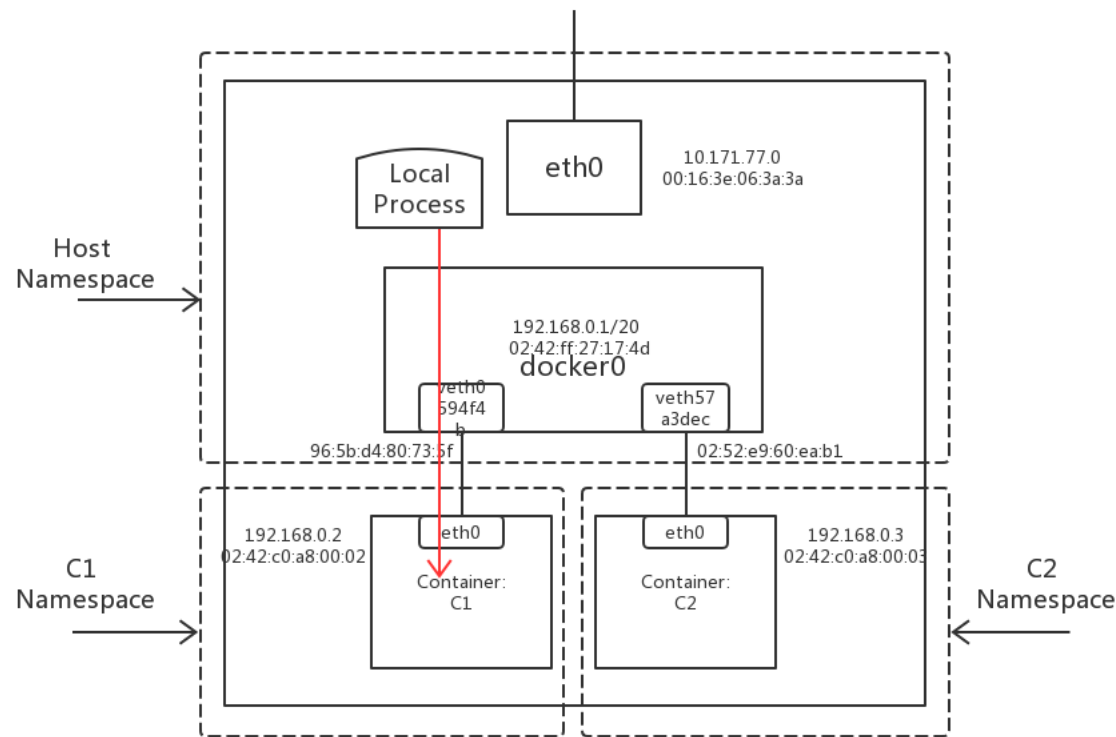 eth0
10.171.77.0
00:16:3e:06:3a:3a
Local
Process
Host
Namespace
192.168.0.1/20
02:42:ff:27:17:4d
docker0
veth0
594f4
b
veth57
a3dec
96:5b:d4:80:73:5f
02:52:e9:60:ea:b1
192.168.0.2
02:42:c0:a8:00:02
eth0
Container:
C1
eth0
Container:
C2
192.168.0.3
02:42:c0:a8:00:03
C1
Namespace
C2
Namespace